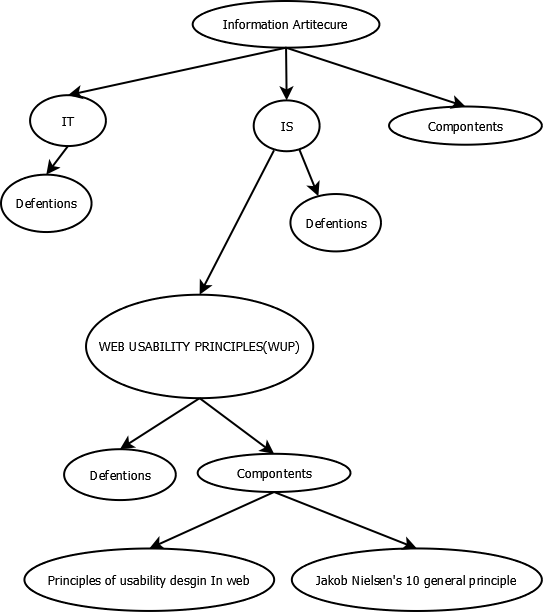 Information Artitecure
IT
IS
Compontents
Defentions
Defentions
WEB USABILITY PRINCIPLES(WUP)
Defentions
Compontents
Principles of usability desgin In web
Jakob Nielsen's 10 general principle